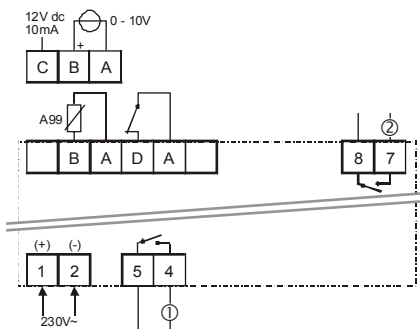 12V dc
10mA
0 - 10V
+
C B A
A99
B A D A
8 7
②
(+) (-)
1 2
5 4
①
230V~